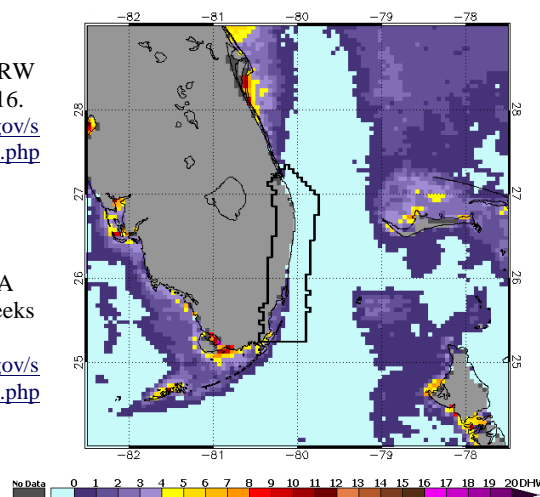 −82 −81 −80 −79 −78
RW
16.
gov/s
.php
28 28
27 27
26 26
A
eeks
25 25
gov/s
.php
−82 −81 −80 −79 −78
No Data 0 1 2 3 4 5 6 7 8 9 10 11 12 13 14 15 16 17 18 19 20 DHW